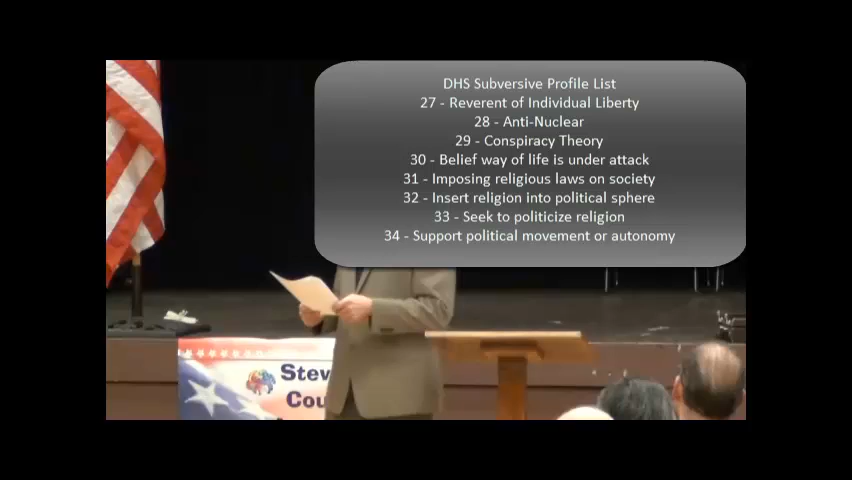 DHS Subversive Profile List
27 - Reverent of Individual Liberty
28 - Anti-Nuclear
29 - Conspiracy Theory
30 - Belief way of life is under attack
31 - Imposing religious laws on society
32 - Insert religion into political sphere
33 - Seek to politicize religion
34 - Support political movement or autonomy
Stev
Cou